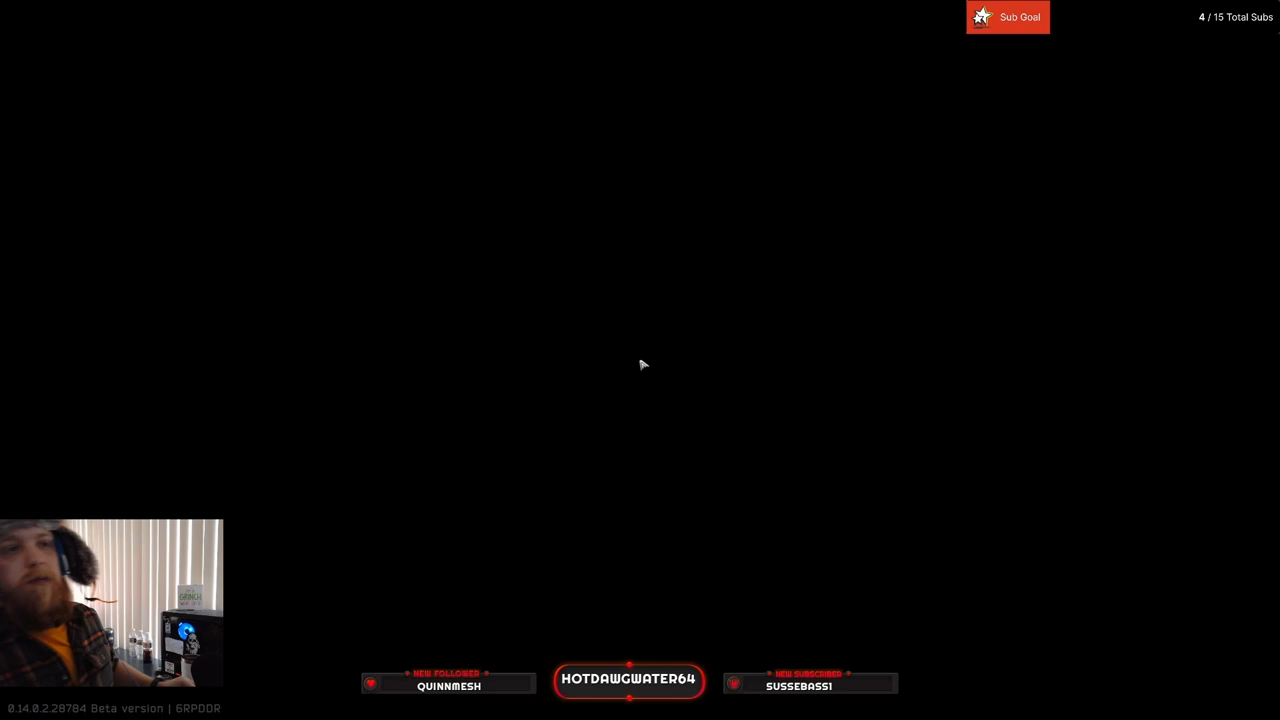 Sub Goal
4 / 15 Total Subs
GRINCH
NEW FOLLOWER
QUINNMESH
HOTDAWGWATER64
NEW SUBSCRIBER
SUSSEBASS1
0.14.0.2.28784 Beta version | 6RPDDR